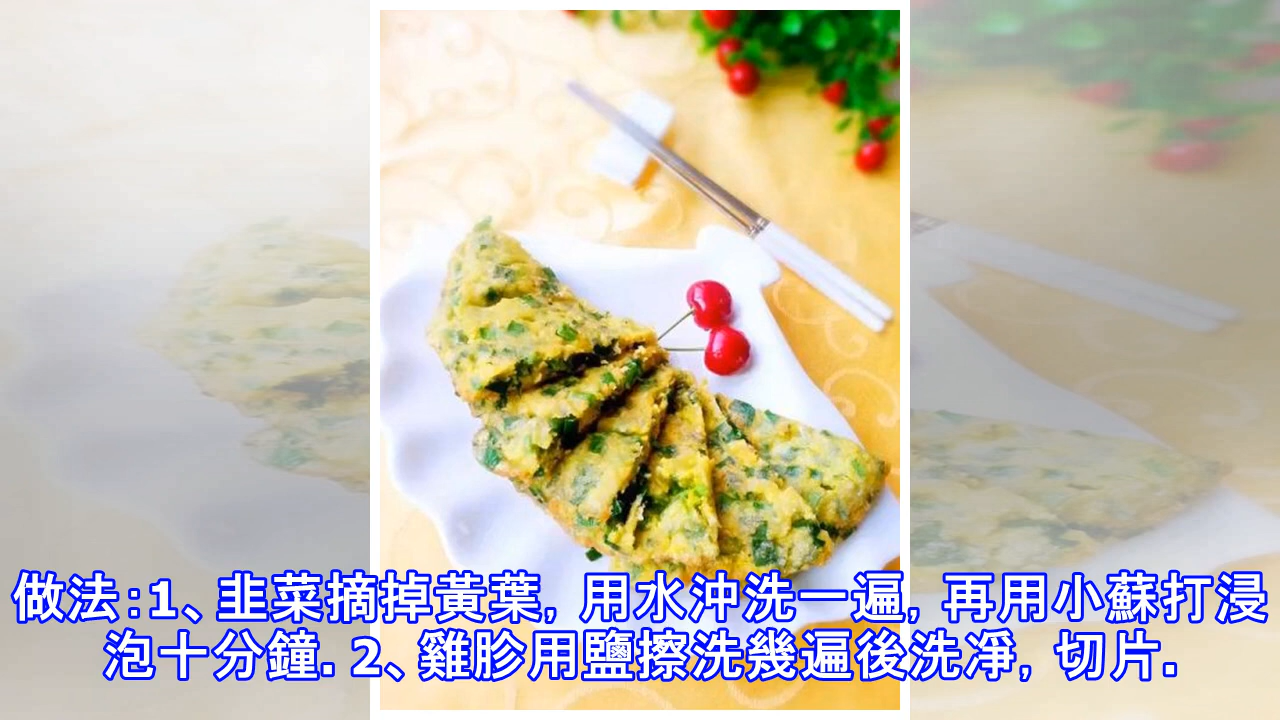 做法:1、韭菜摘掉黃葉, 用水沖洗一遍, 再用小蘇打浸
泡十分鐘. 2、雞胗用鹽擦洗幾遍後洗凈, 切片.